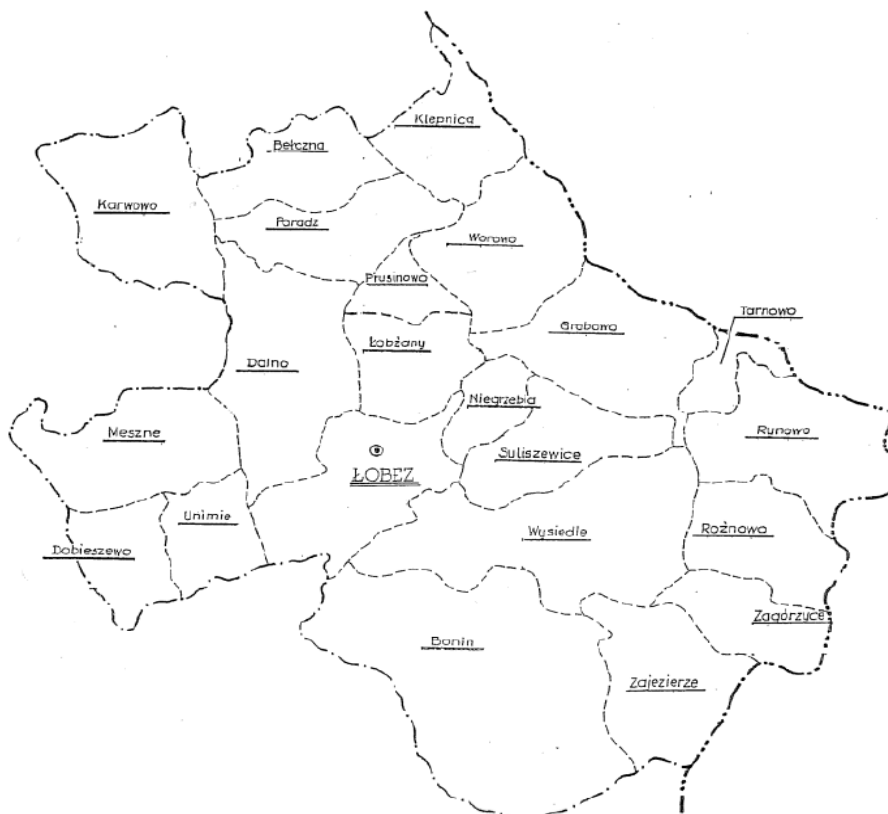 Klępnica
Bełczna
Karwowo
Poradz
Worowo
Prusinowo
Tarnowo
Grabowo
Łobżany
Dalno
Niegrzebia
Meszne
Runowo
Suliszewice
ŁOBEZ
Unimie
Wysiedle
Rożnowo
Dobieszewo
Zagórzyce
Bonin
Zajezierze